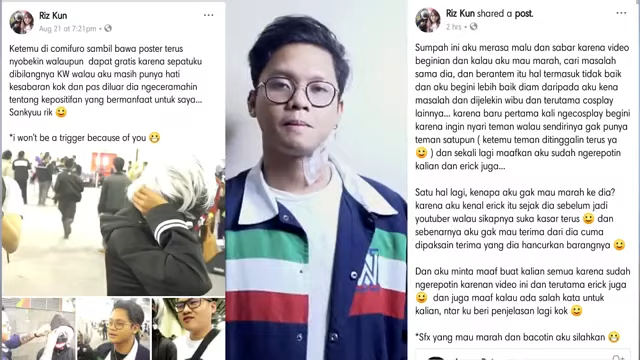 Riz Kun
Aug 21 at 7:21pm
Ketemu di comifuro sambil bawa poster terus
nyobekin walaupun dapat gratis karena sepatuku
dibilangnya KW walau aku masih punya hati
kesabaran kok dan pas diluar dia ngeceramahin
tentang kepositifan yang bermanfaat untuk saya...
Sankyuu rik
*i won't be a trigger because of you
Riz Kun shared a post.
2 hrs
Sumpah ini aku merasa malu dan sabar karena video
beginian dan kalau aku mau marah, cari masalah
sama dia, dan berantem itu hal termasuk tidak baik
dan aku begini lebih baik diam daripada aku kena
masalah dan dijelekin wibu dan terutama cosplay
lainnya... karena baru pertama kali ngecosplay begini
karena ingin nyari teman walau sendirinya gak punya
teman satupun ( ketemu teman ditinggalin terus ya
) dan sekali lagi maafkan aku sudah ngerepotin
kalian and erick juga...
Satu hal lagi, kenapa aku gak mau marah ke dia?
karena aku kenal erick itu sejak dia sebelum jadi
youtuber walau sikapnya suka kasar terus dan
sebenarnya aku gak mau terima dari dia cuma
dipaksain terima yang dia hancurkan barangnya
Dan aku minta maaf buat kalian semua karena sudah
ngerepotin karenan video ini dan terutama erick juga
dan juga maaf kalau ada salah kata untuk
kalian, ntar ku beri penjelasan lagi kok
*Sfx yang mau marah dan bacotin aku silahkan